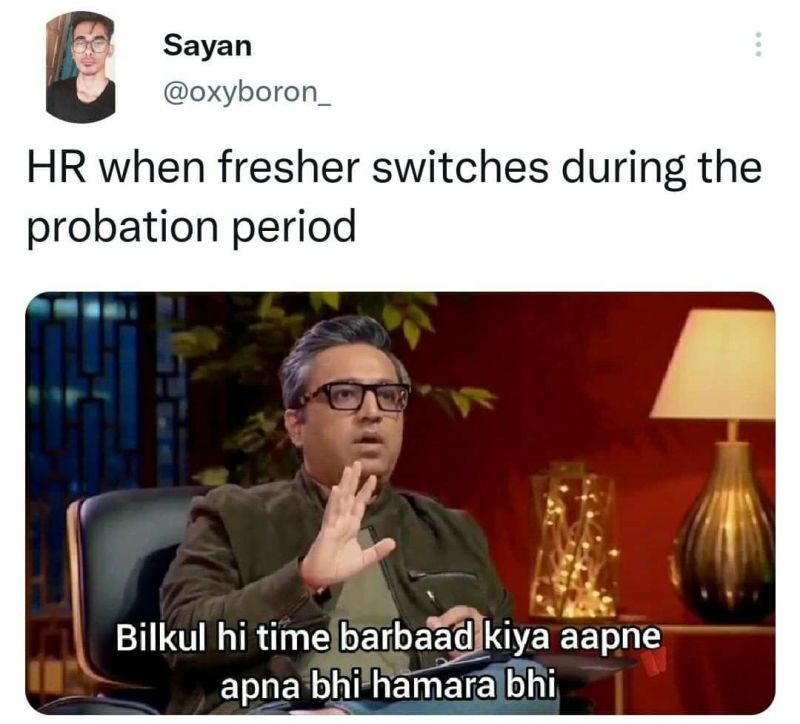 Sayan
@oxyboron_
HR when fresher switches during the
probation period
Bilkul hi time barbaad kiya aapne
apna bhi hamara bhi